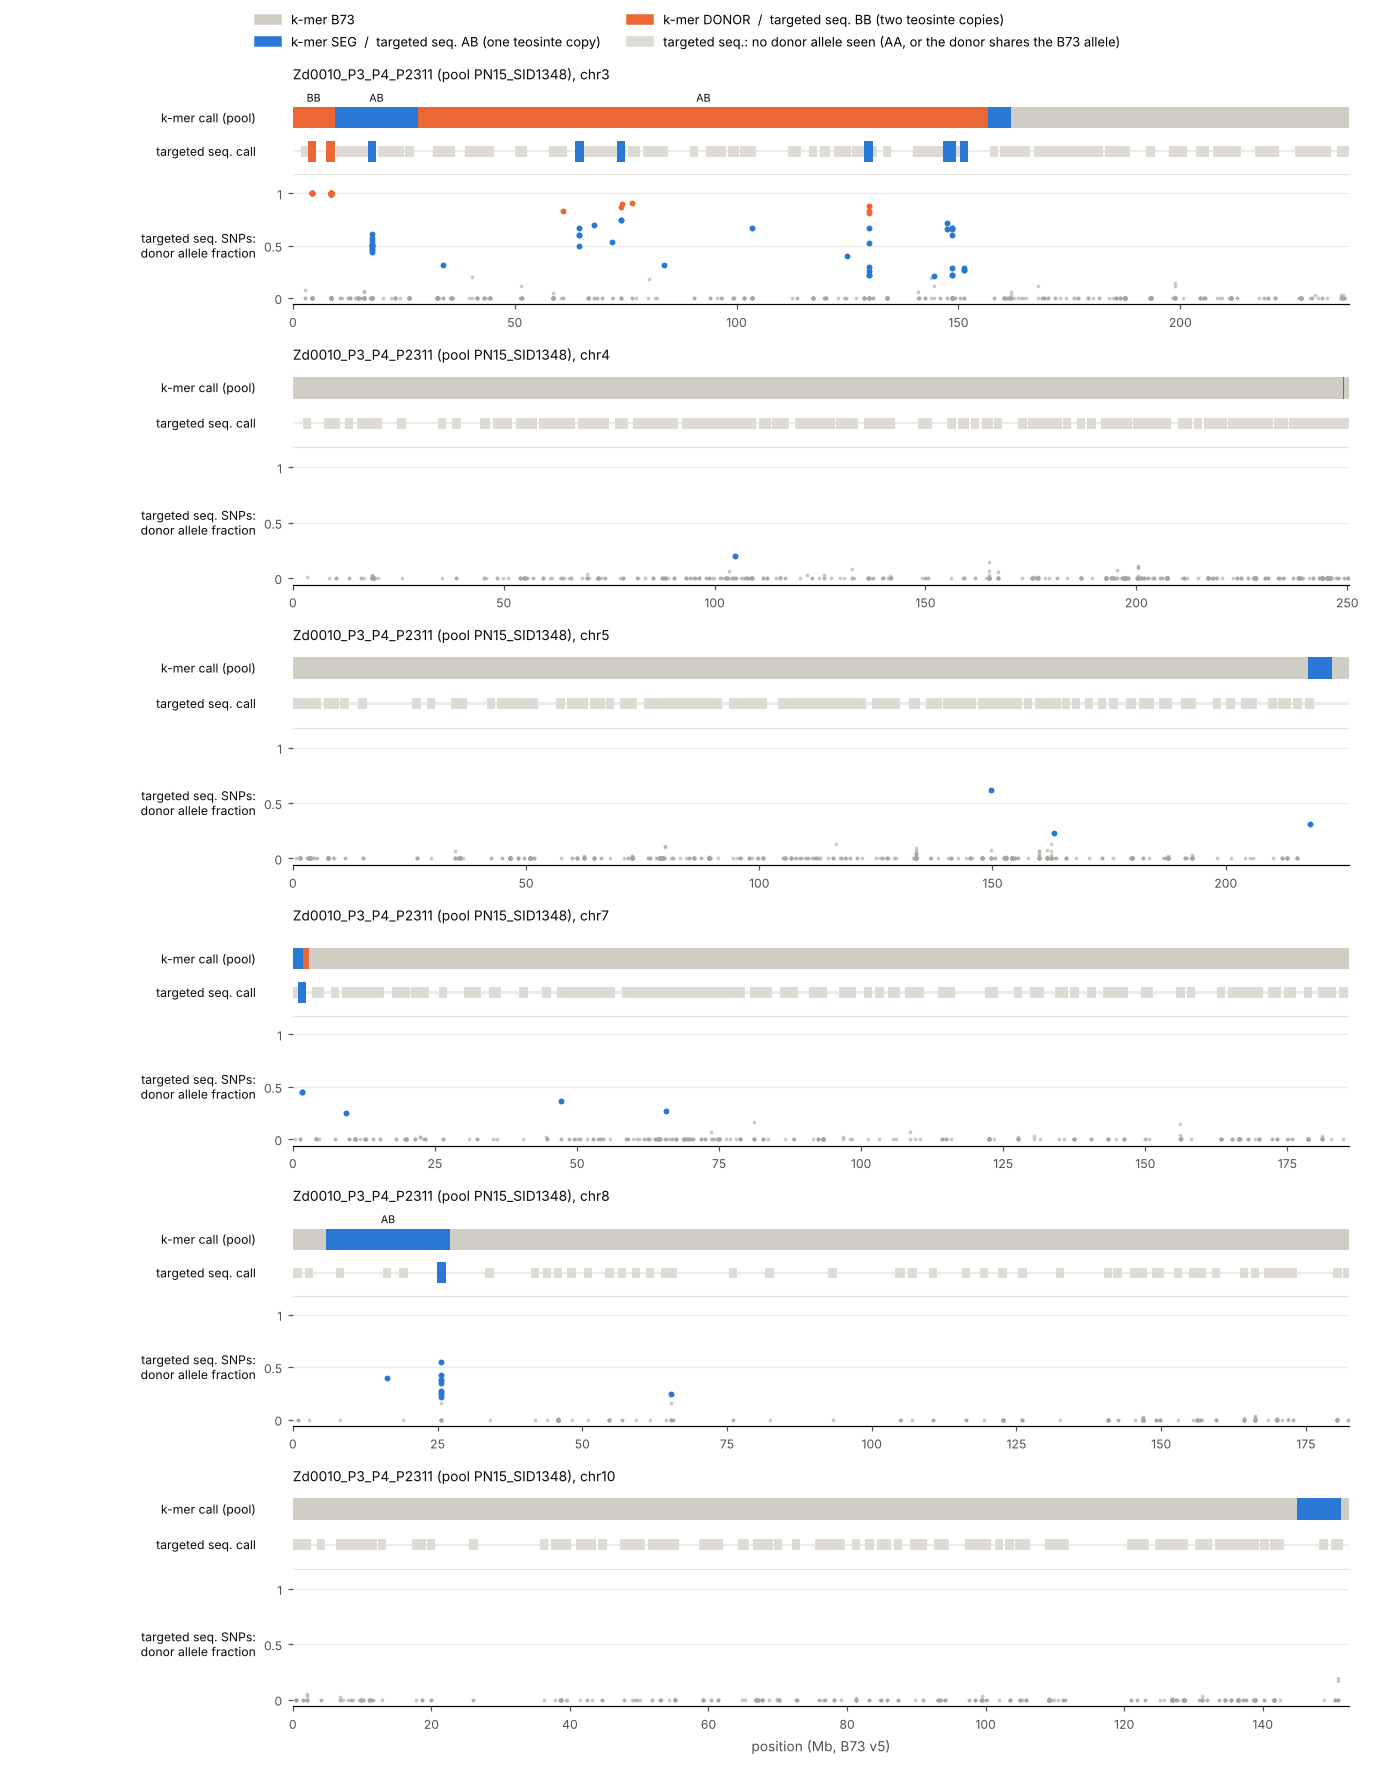 k-mer B73
k-mer DONOR / targeted seq. BB (two teosinte copies)
k-mer SEG / targeted seq. AB (one teosinte copy)
targeted seq.: no donor allele seen (AA, or the donor shares the B73 allele)
Zd0010_P3_P4_P2311 (pool PN15_SID1348), chr3
BB AB AB
k-mer call (pool)
targeted seq. call
1
targeted seq. SNPs:
donor allele fraction
0.5
0
0 50 100 150 200
Zd0010_P3_P4_P2311 (pool PN15_SID1348), chr4
k-mer call (pool)
targeted seq. call
1
targeted seq. SNPs:
donor allele fraction
0.5
0
0 50 100 150 200 250
Zd0010_P3_P4_P2311 (pool PN15_SID1348), chr5
k-mer call (pool)
targeted seq. call
1
targeted seq. SNPs:
donor allele fraction
0.5
0
0 50 100 150 200
Zd0010_P3_P4_P2311 (pool PN15_SID1348), chr7
k-mer call (pool)
targeted seq. call
1
targeted seq. SNPs:
donor allele fraction
0.5
0
0 25 50 75 100 125 150 175
Zd0010_P3_P4_P2311 (pool PN15_SID1348), chr8
AB
k-mer call (pool)
targeted seq. call
1
targeted seq. SNPs:
donor allele fraction
0.5
0
0 25 50 75 100 125 150 175
Zd0010_P3_P4_P2311 (pool PN15_SID1348), chr10
k-mer call (pool)
targeted seq. call
1
targeted seq. SNPs:
donor allele fraction
0.5
0
0 20 40 60 80 100 120 140
position (Mb, B73 v5)